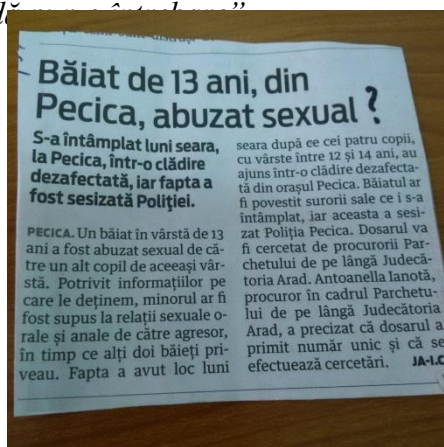 Băiat de 13 ani, din
Pecica, abuzat sexual ?
S-a întâmplat luni seara,
la Pecica, într-o clădire
dezafectată, iar fapta a
fost sesizată Poliției.
PECICA. Un băiat în vârstă de 13
ani a fost abuzat sexual de că-
tre un alt copil de aceeași vâr-
stă. Potrivit informațiilor pe
care le deținem, minorul ar fi
fost supus la relații sexuale o-
rale și anale de către agresor,
în timp ce alți doi băieți pri-
veau. Fapta a avut loc luni
seara după ce cei patru copii,
cu vârste între 12 și 14 ani, au
ajuns într-o clădire dezafecta-
tă din orașul Pecica. Băiatul ar
fi povestit surorii sale ce i s-a
întâmplat, iar aceasta a sesi-
zat Poliția Pecica. Dosarul va
fi cercetat de procurorii Par-
chetului de pe lângă Judecă-
toria Arad. Antoanella Ianotă,
procuror în cadrul Parchetu-
lui de pe lângă Judecătoria
Arad, a precizat că dosarul a
primit număr unic și că se
efectuează cercetări. JA-I.C